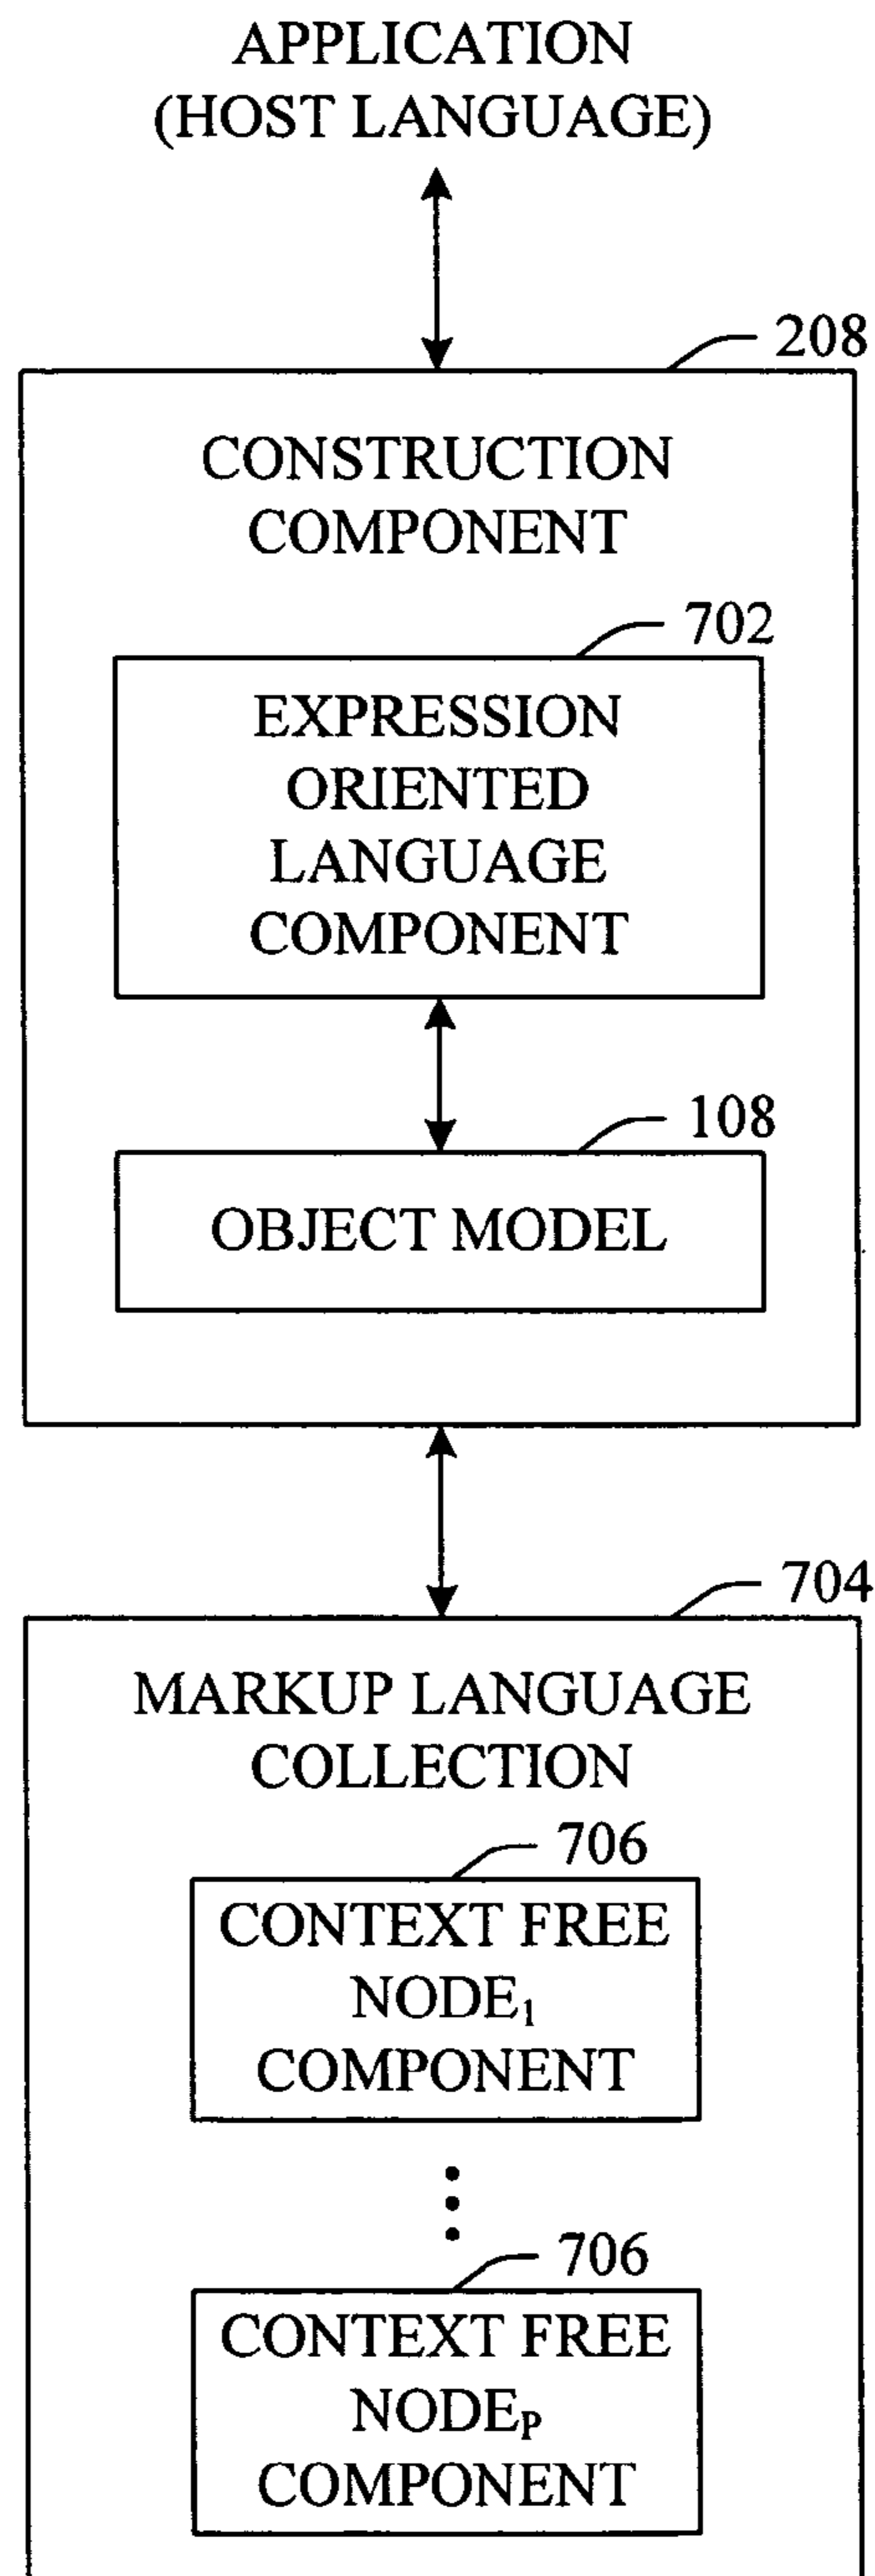 APPLICATION
(HOST LANGUAGE)
208
CONSTRUCTION
COMPONENT
702
EXPRESSION
ORIENTED
LANGUAGE
COMPONENT
108
OBJECT MODEL
704
MARKUP LANGUAGE
COLLECTION
706
CONTEXT FREE
NODE₁
COMPONENT
706
CONTEXT FREE
NODEP
COMPONENT